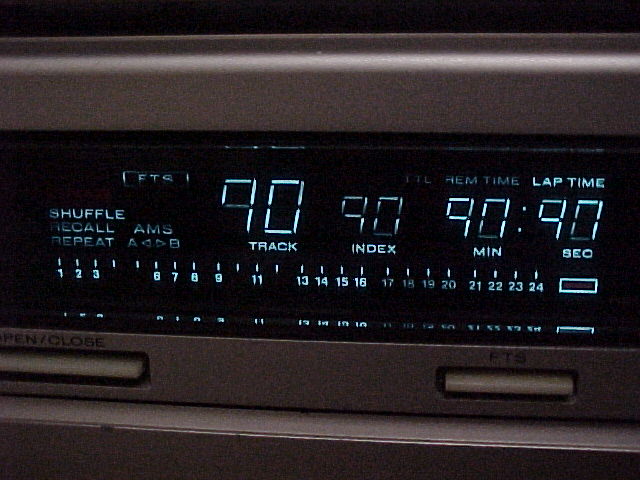 FTS
TTL REM TIME LAP TIME
90 90 90:90
SHUFFLE
RECALL AMS
REPEAT A◁▷B
TRACK INDEX MIN SEC
1 2 3 6 7 8 9 11 13 14 15 16 17 18 19 20 21 22 23 24
OPEN/CLOSE
FTS